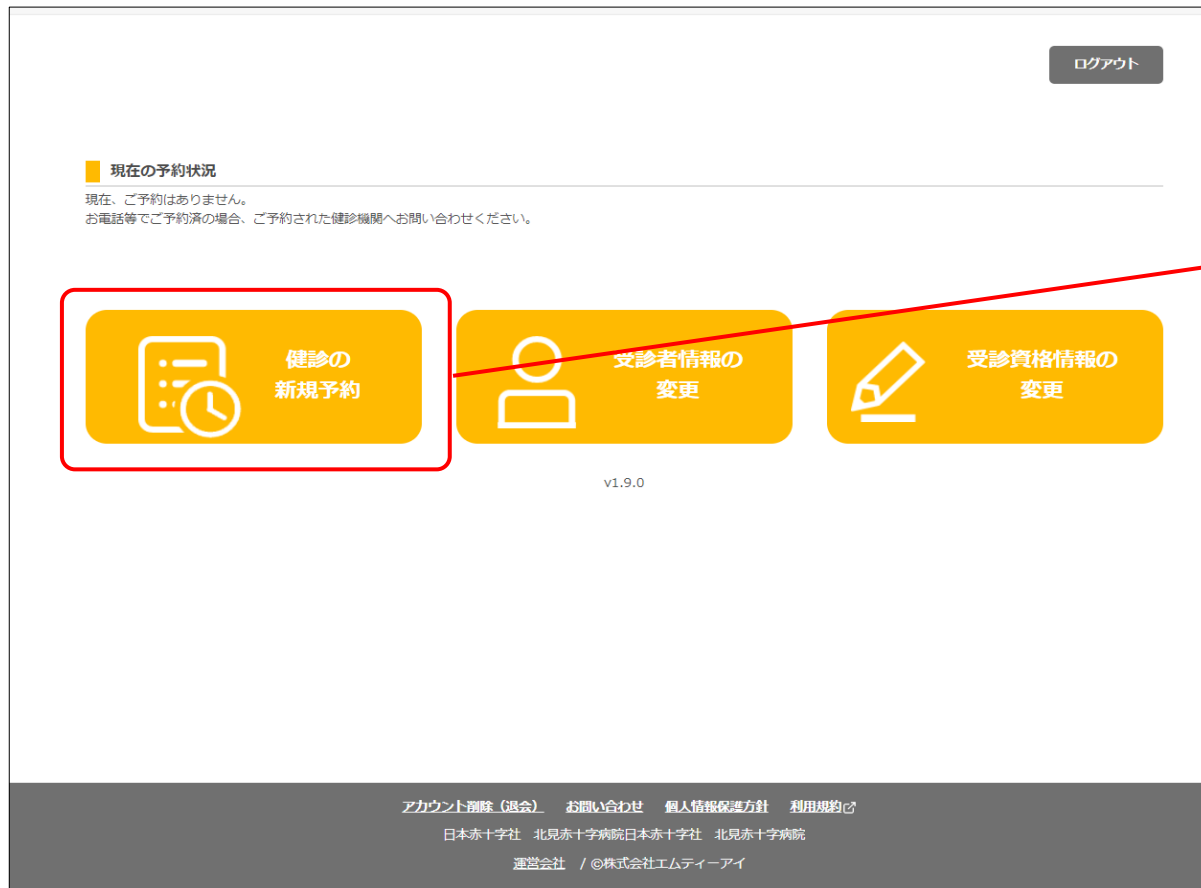 ログアウト
現在の予約状況
現在、ご予約はありません。
お電話等でご予約済の場合、ご予約された健診機関へお問い合わせください。
健診の
新規予約
受診者情報の
変更
受診資格情報の
変更
v1.9.0
アカウント削除（退会） お問い合わせ 個人情報保護方針 利用規約
日本赤十字社 北見赤十字病院日本赤十字社 北見赤十字病院
運営会社 / ©株式会社エムティーアイ